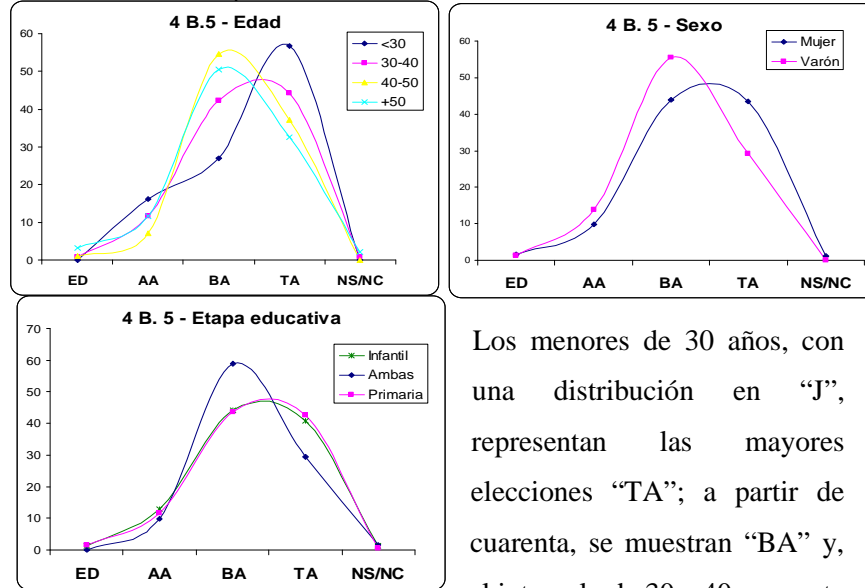 4 B.5 - Edad
60
50
40
30
20
10
0
ED AA BA TA NS/NC
<30
30-40
40-50
+50
4 B. 5 - Sexo
60
50
40
30
20
10
0
ED AA BA TA NS/NC
Mujer
Varón
4 B. 5 - Etapa educativa
70
60
50
40
30
20
10
0
ED AA BA TA NS/NC
Infantil
Ambas
Primaria
Los menores de 30 años, con
una distribución en “J”,
representan las mayores
elecciones “TA”; a partir de
cuarenta, se muestran “BA” y,